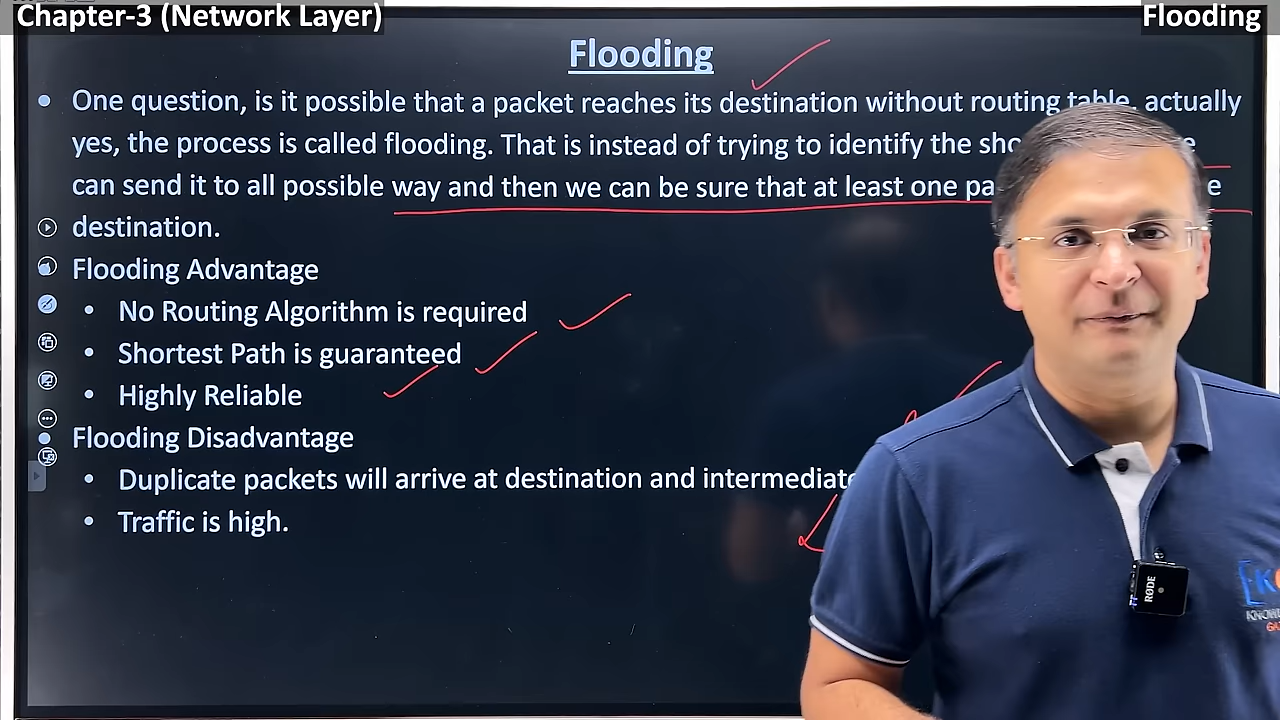 Chapter-3 (Network Layer)
Flooding
Flooding
One question, is it possible that a packet reaches its destination without routing table, actually
yes, the process is called flooding. That is instead of trying to identify the
can send it to all possible way and then we can be sure that at least one
destination.
Flooding Advantage
No Routing Algorithm is required
Shortest Path is guaranteed
Highly Reliable
Flooding Disadvantage
Duplicate packets will arrive at destination and intermediate
Traffic is high.
RØDE